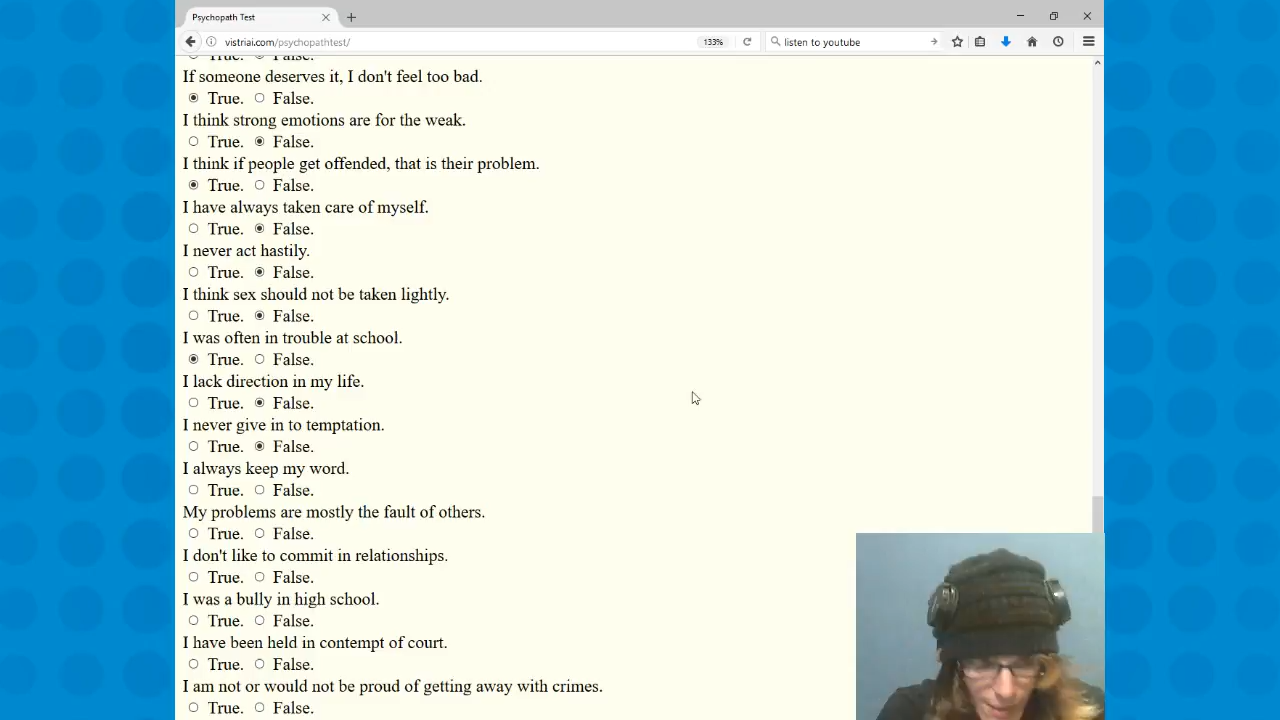 Psychopath Test
vistriai.com/psychopathtest/ 133% listen to youtube
True. False.
If someone deserves it, I don't feel too bad.
True. False.
I think strong emotions are for the weak.
True. False.
I think if people get offended, that is their problem.
True. False.
I have always taken care of myself.
True. False.
I never act hastily.
True. False.
I think sex should not be taken lightly.
True. False.
I was often in trouble at school.
True. False.
I lack direction in my life.
True. False.
I never give in to temptation.
True. False.
I always keep my word.
True. False.
My problems are mostly the fault of others.
True. False.
I don't like to commit in relationships.
True. False.
I was a bully in high school.
True. False.
I have been held in contempt of court.
True. False.
I am not or would not be proud of getting away with crimes.
True. False.